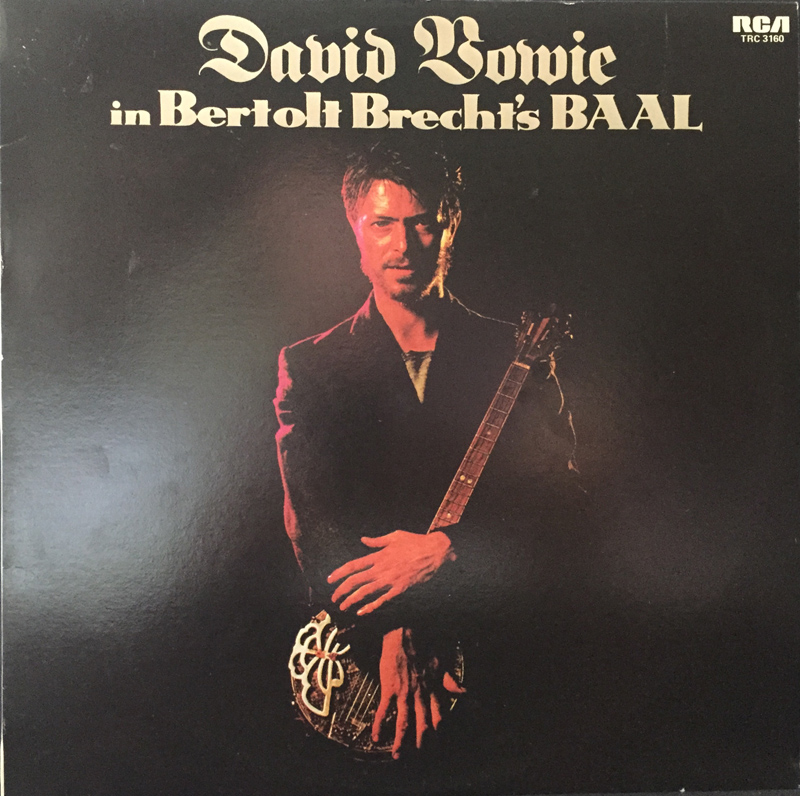 David Bowie
in Bertolt Brecht's BAAL
RCA
TRC 3160